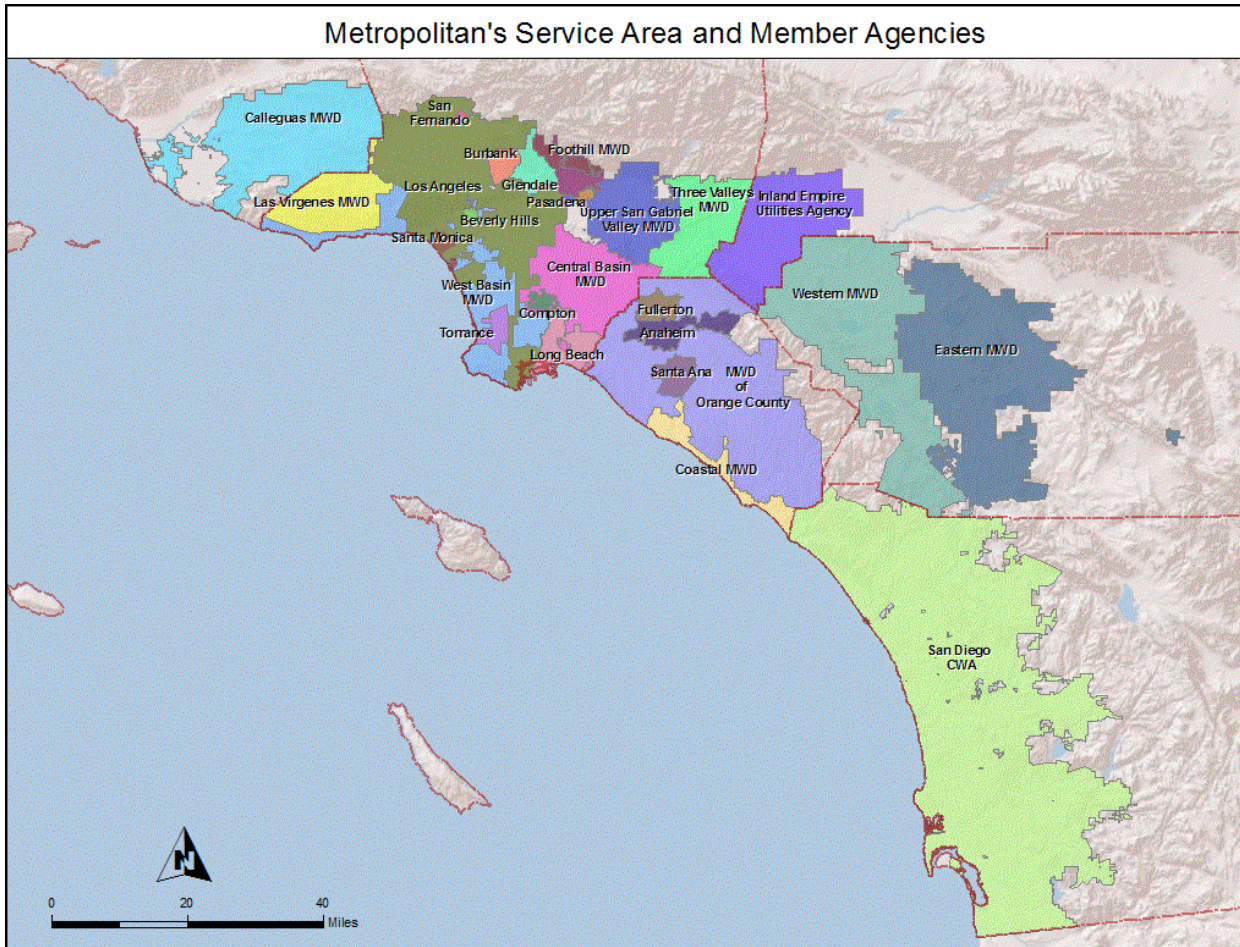 Metropolitan's Service Area and Member Agencies
San
Fernando
Calleguas MWD
Burbank
Foothill MWD
Los Angeles
Glendale
Pasadena
Three Valleys
MWD
Inland Empire
Utilities Agency
Las Virgenes MWD
Beverly Hills
Upper San Gabriel
Valley MWD
Santa Monica
Central Basin
MWD
West Basin
MWD
Western MWD
Compton
Fullerton
Torrance
Anaheim
Long Beach
Eastern MWD
Santa Ana
MWD
of
Orange County
Coastal MWD
San Diego
CWA
N
0 20 40
Miles